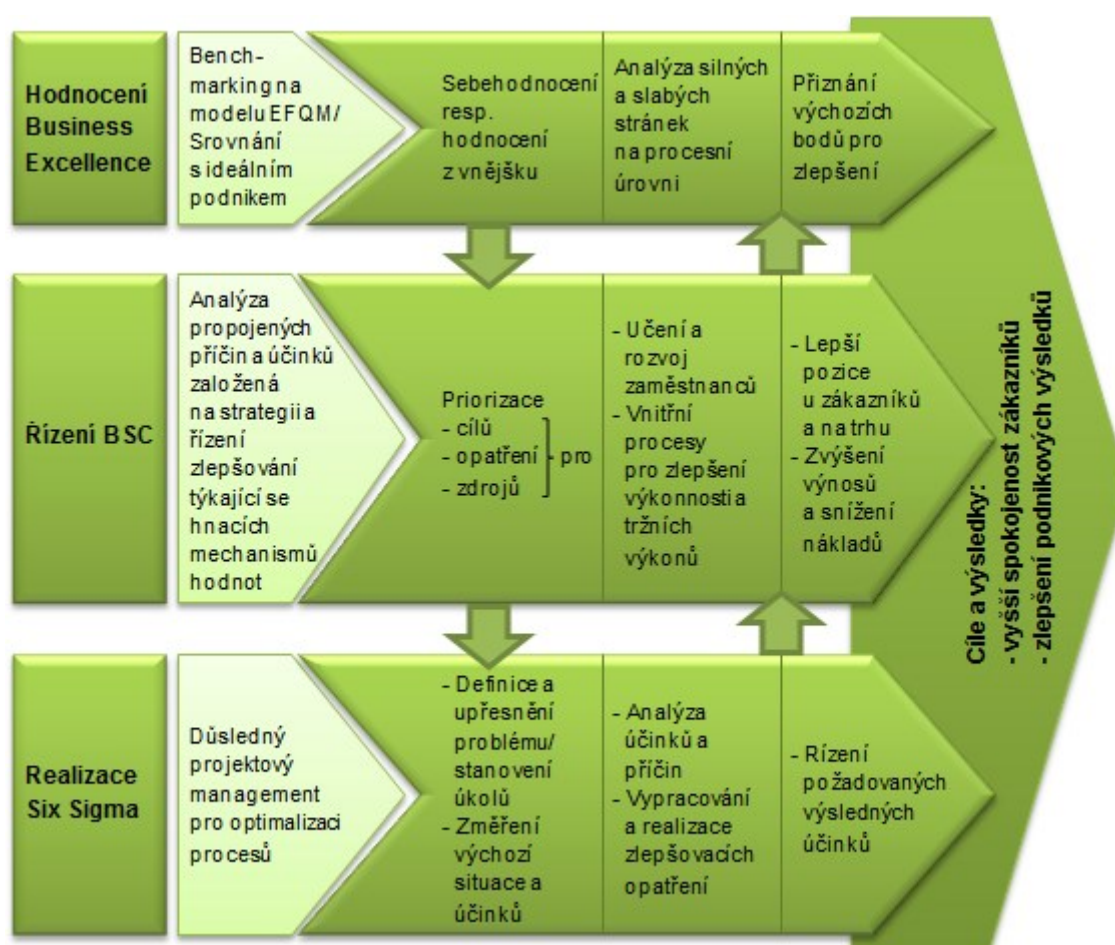 Hodnocení
Business
Excellence
Bench-
marking na
modelu EFQM/
Srovnání
s ideálním
podnikem
Sebehodnocení
resp.
hodnocení
z vnějšku
Analýza silných
a slabých
stránek
na procesní
úrovni
Přiznání
výchozích
bodů pro
zlepšení
Řízení BSC
Analýza
propojených
příčin a účinků
založená
na strategii a
řízení
zlepšování
týkající se
hnacích
mechanismů
hodnot
Priorizace
- cílů
- opatření - pro
- zdrojů
- Učení a
rozvoj
zaměstnanců
- Vnitřní
procesy
pro zlepšení
výkonnosti a
tržních
výkonů
- Lepší
pozice
u zákazníků
a na trhu
- Zvýšení
výnosů
a snížení
nákladů
Realizace
Six Sigma
Důsledný
projektový
management
pro optimalizaci
procesů
- Definice a
upřesnění
problému/
stanovení
úkolů
- Změření
výchozí
situace a
účinků
- Analýza
účinků a
příčin
- Vypracování
a realizace
zlepšovacích
opatření
- Rízení
požadovaných
výsledných
účinků
Cíle a výsledky:
- vyšší spokojenost zákazníků
- zlepšení podnikových výsledků